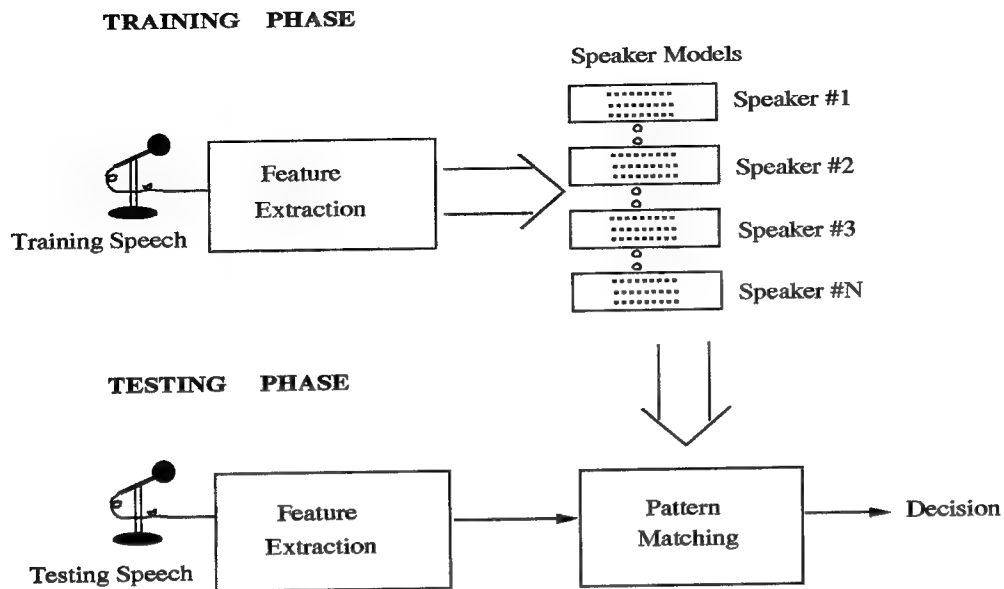 TRAINING PHASE
Speaker Models
Speaker #1
Speaker #2
Speaker #3
Speaker #N
Feature
Extraction
Training Speech
TESTING PHASE
Feature
Extraction
Pattern
Matching
Decision
Testing Speech